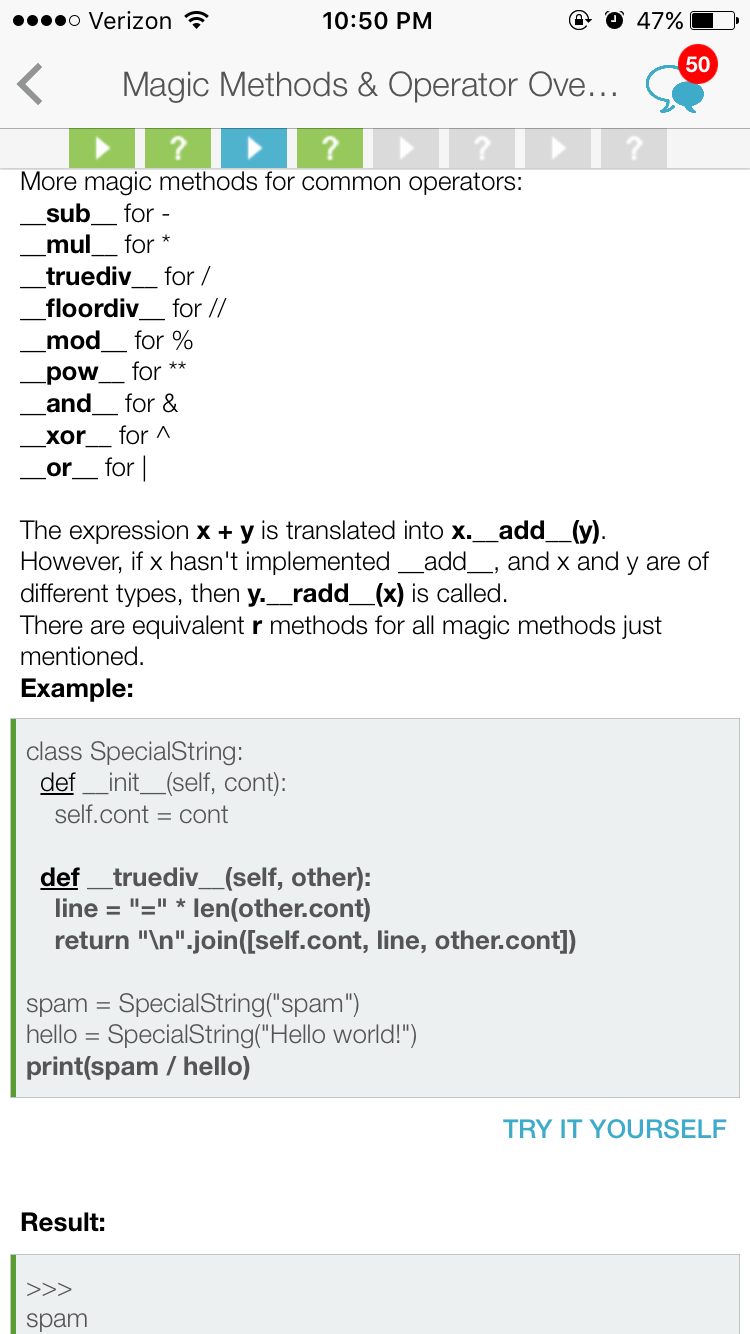 Verizon 10:50 PM 47%
Magic Methods & Operator Ove... 50
? ? ? ?
More magic methods for common operators:
__sub__ for -
__mul__ for *
__truediv__ for /
__floordiv__ for //
__mod__ for %
__pow__ for **
__and__ for &
__xor__ for ^
__or__ for |
The expression x + y is translated into x.__add__(y).
However, if x hasn't implemented __add__, and x and y are of
different types, then y.__radd__(x) is called.
There are equivalent r methods for all magic methods just
mentioned.
Example:
class SpecialString:
def __init__(self, cont):
self.cont = cont
def __truediv__(self, other):
line = "=" * len(other.cont)
return "\n".join([self.cont, line, other.cont])
spam = SpecialString("spam")
hello = SpecialString("Hello world!")
print(spam / hello)
TRY IT YOURSELF
Result:
>>>
spam